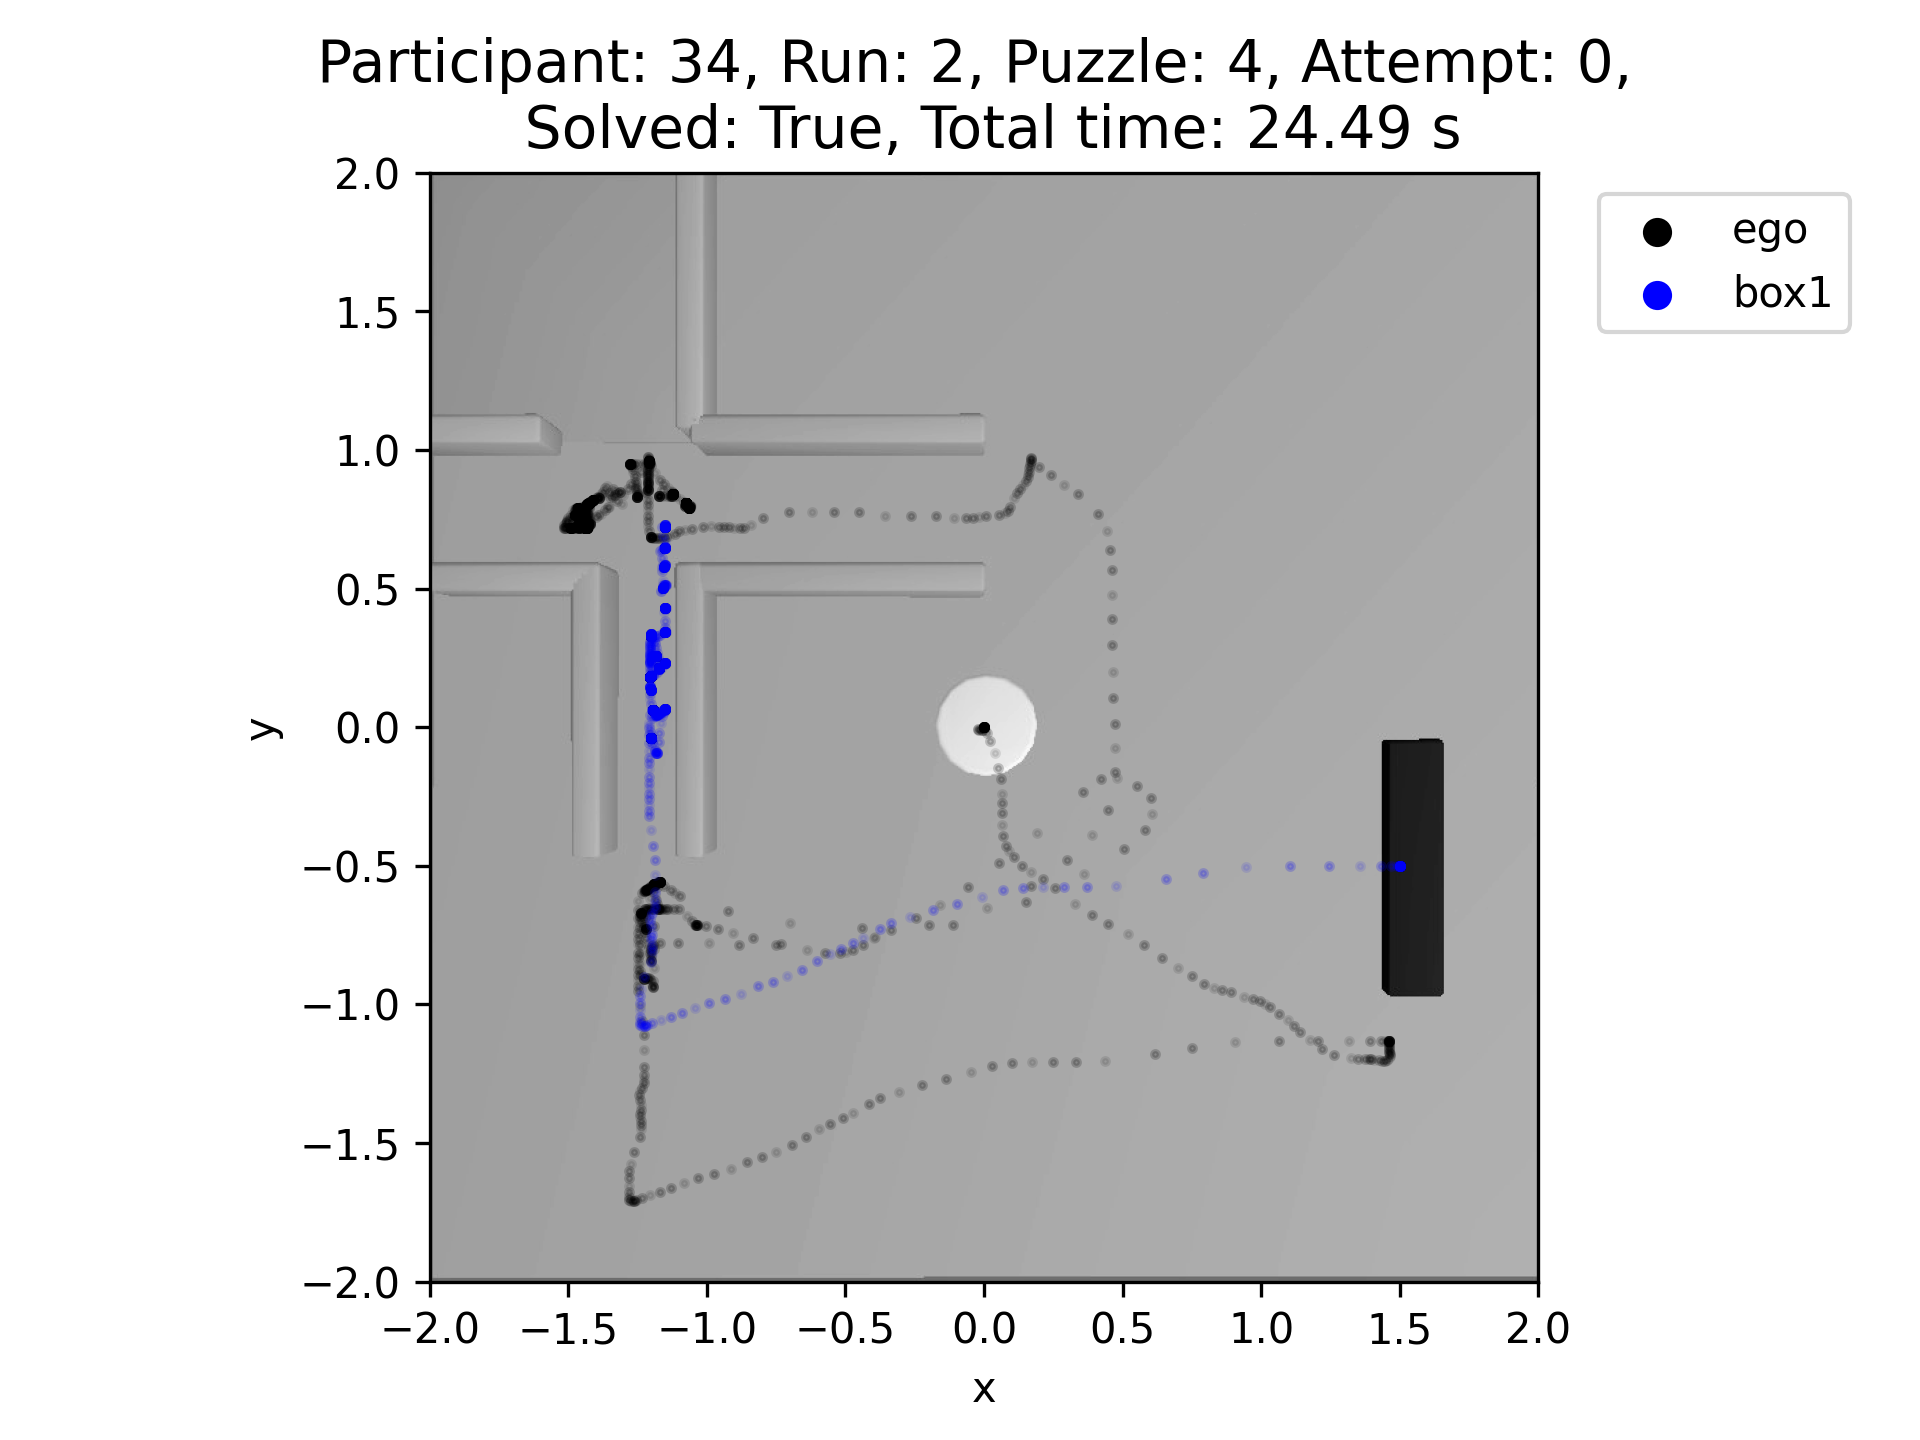 Participant: 34, Run: 2, Puzzle: 4, Attempt: 0,
Solved: True, Total time: 24.49 s
ego
box1
2.0
1.5
1.0
0.5
0.0
−0.5
−1.0
−1.5
−2.0
y
−2.0 −1.5 −1.0 −0.5 0.0 0.5 1.0 1.5 2.0
x